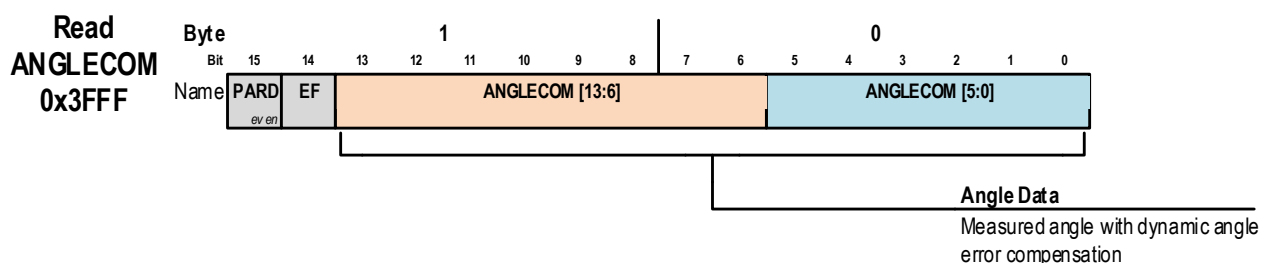 Read
ANGLECOM
0x3FFF
Byte 1 0
Bit 15 14 13 12 11 10 9 8 7 6 5 4 3 2 1 0
Name PARD EF ANGLECOM [13:6] ANGLECOM [5:0]
even
Angle Data
Measured angle with dynamic angle
error compensation